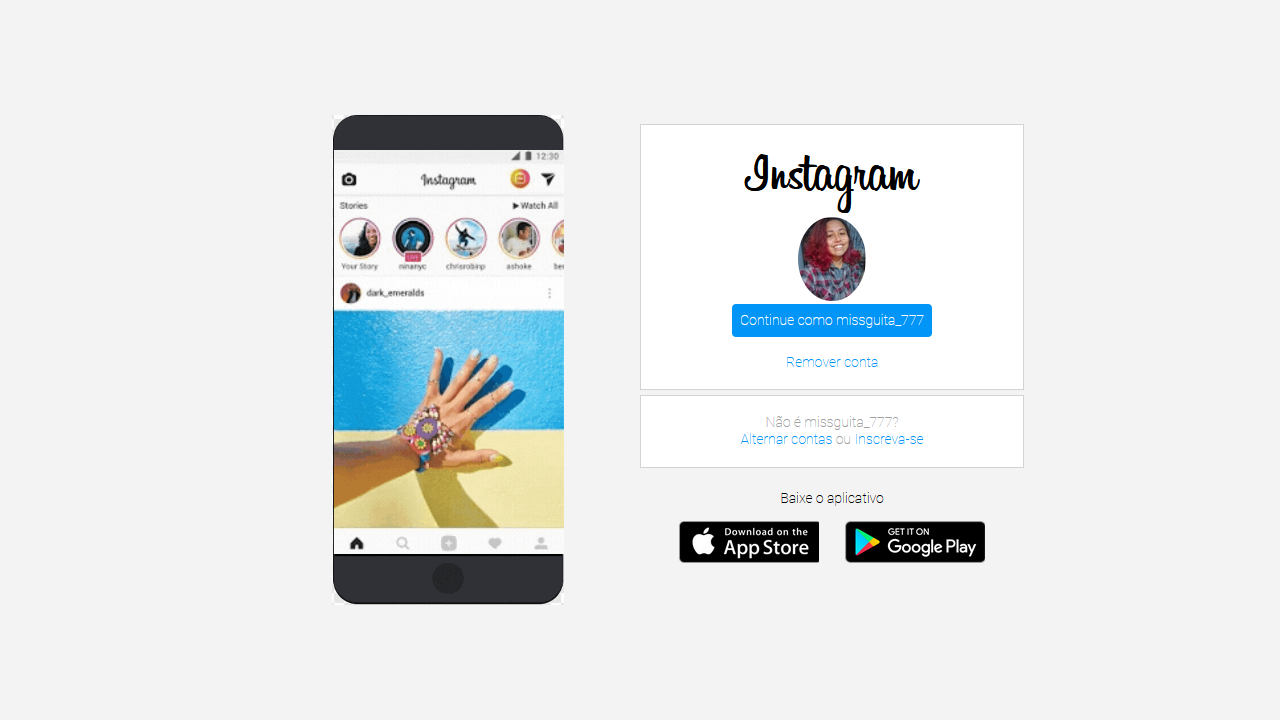 12:30
Instagram
Stories
▶ Watch All
LIVE
Your Story
ninanyc
chrisrobinp
ashoke
dark_emeralds
Instagram
Continue como missguita_777
Remover conta
Não é missguita_777?
Alternar contas ou Inscreva-se
Baixe o aplicativo
Download on the
App Store
GET IT ON
Google Play